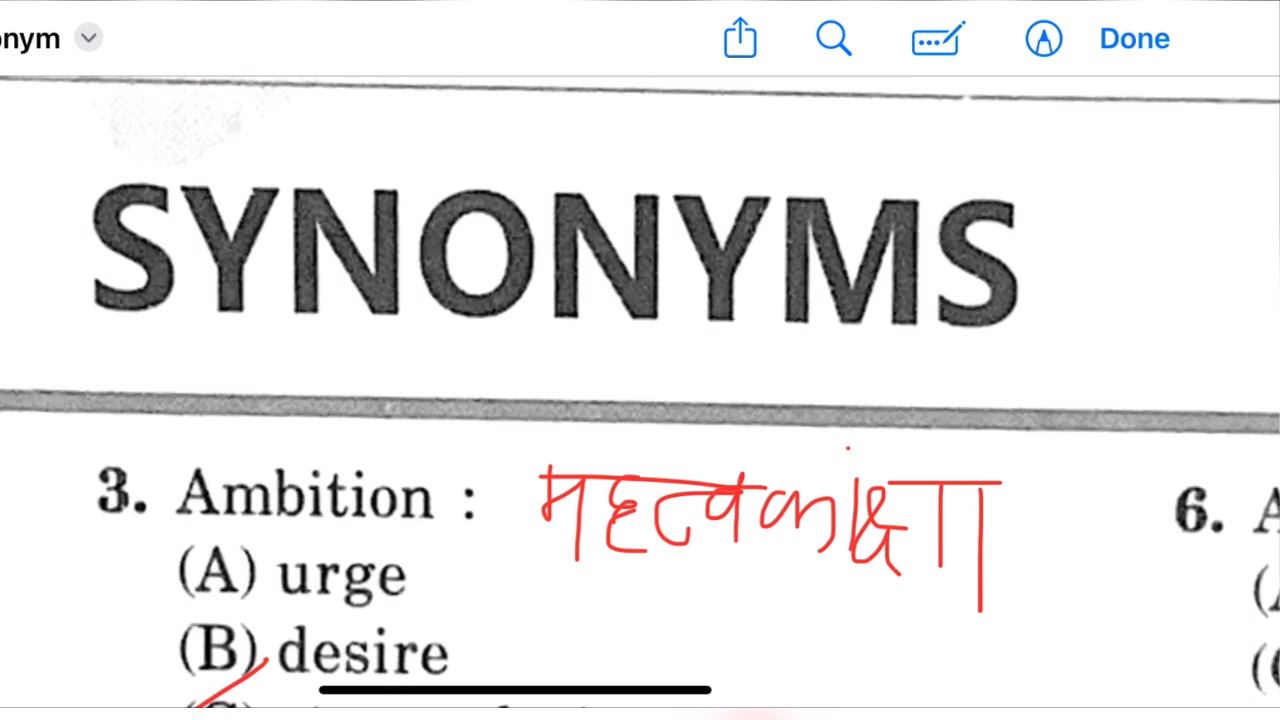 onym
Done
SYNONYMS
3. Ambition : महत्वकांक्षा
(A) urge
(B) desire
6. A